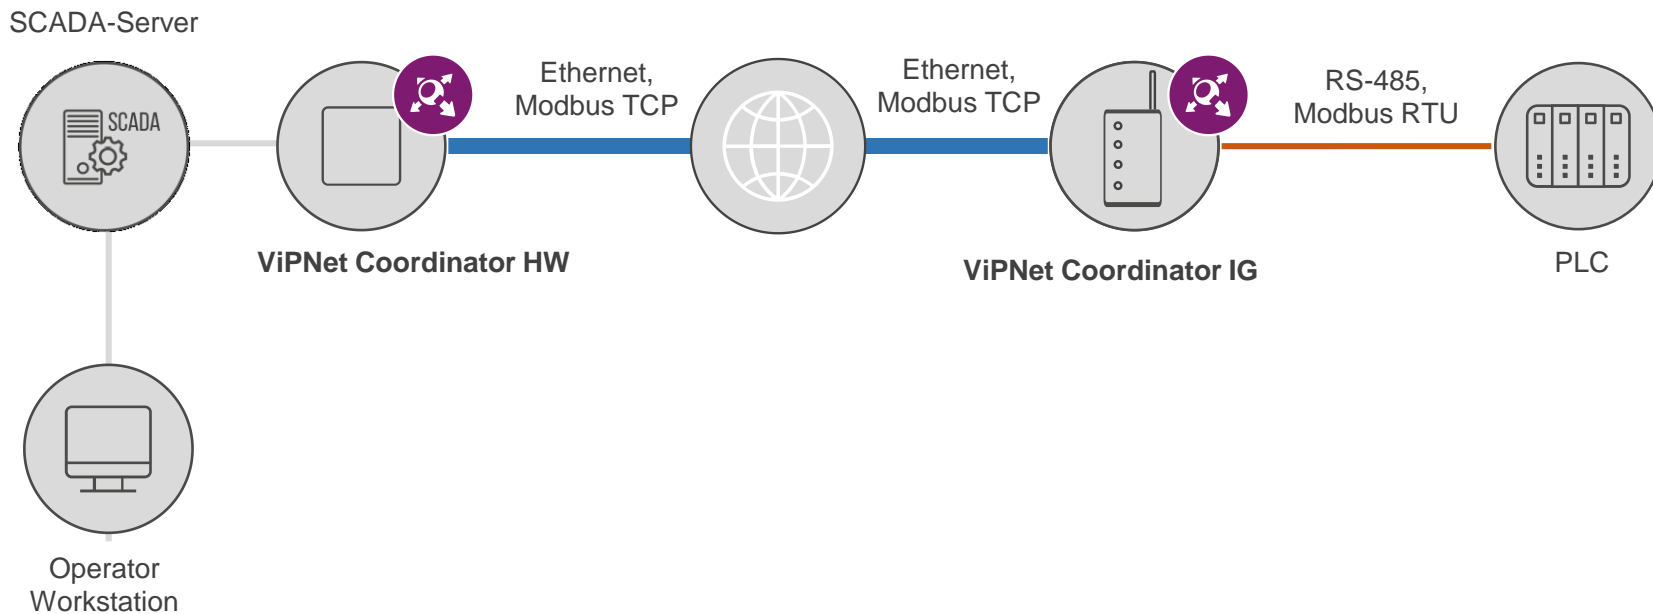 SCADA-Server
SCADA
Ethernet,
Modbus TCP
Ethernet,
Modbus TCP
RS-485,
Modbus RTU
ViPNet Coordinator HW
ViPNet Coordinator IG
PLC
Operator
Workstation